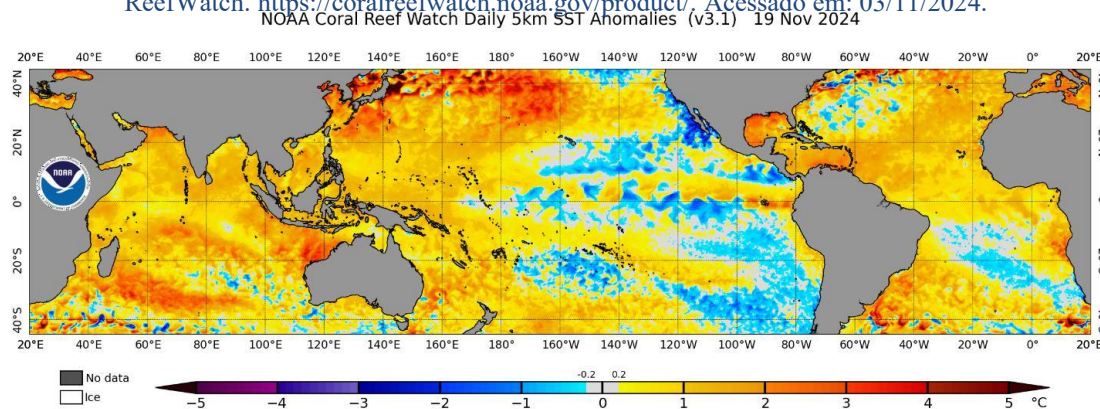 ReefWatch. https://coralreefwatch.noaa.gov/product/. Acessado em: 03/11/2024.
NOAA Coral Reef Watch Daily 5km SST Anomalies (v3.1) 19 Nov 2024
20°E 40°E 60°E 80°E 100°E 120°E 140°E 160°E 180° 160°W 140°W 120°W 100°W 80°W 60°W 40°W 20°W 0° 20°E
40°N
20°N
0°
20°S
40°S
NOAA
20°E 40°E 60°E 80°E 100°E 120°E 140°E 160°E 180° 160°W 140°W 120°W 100°W 80°W 60°W 40°W 20°W 0° 20°E
-0.2 0.2
No data
Ice
−5 −4 −3 −2 −1 0 1 2 3 4 5 °C